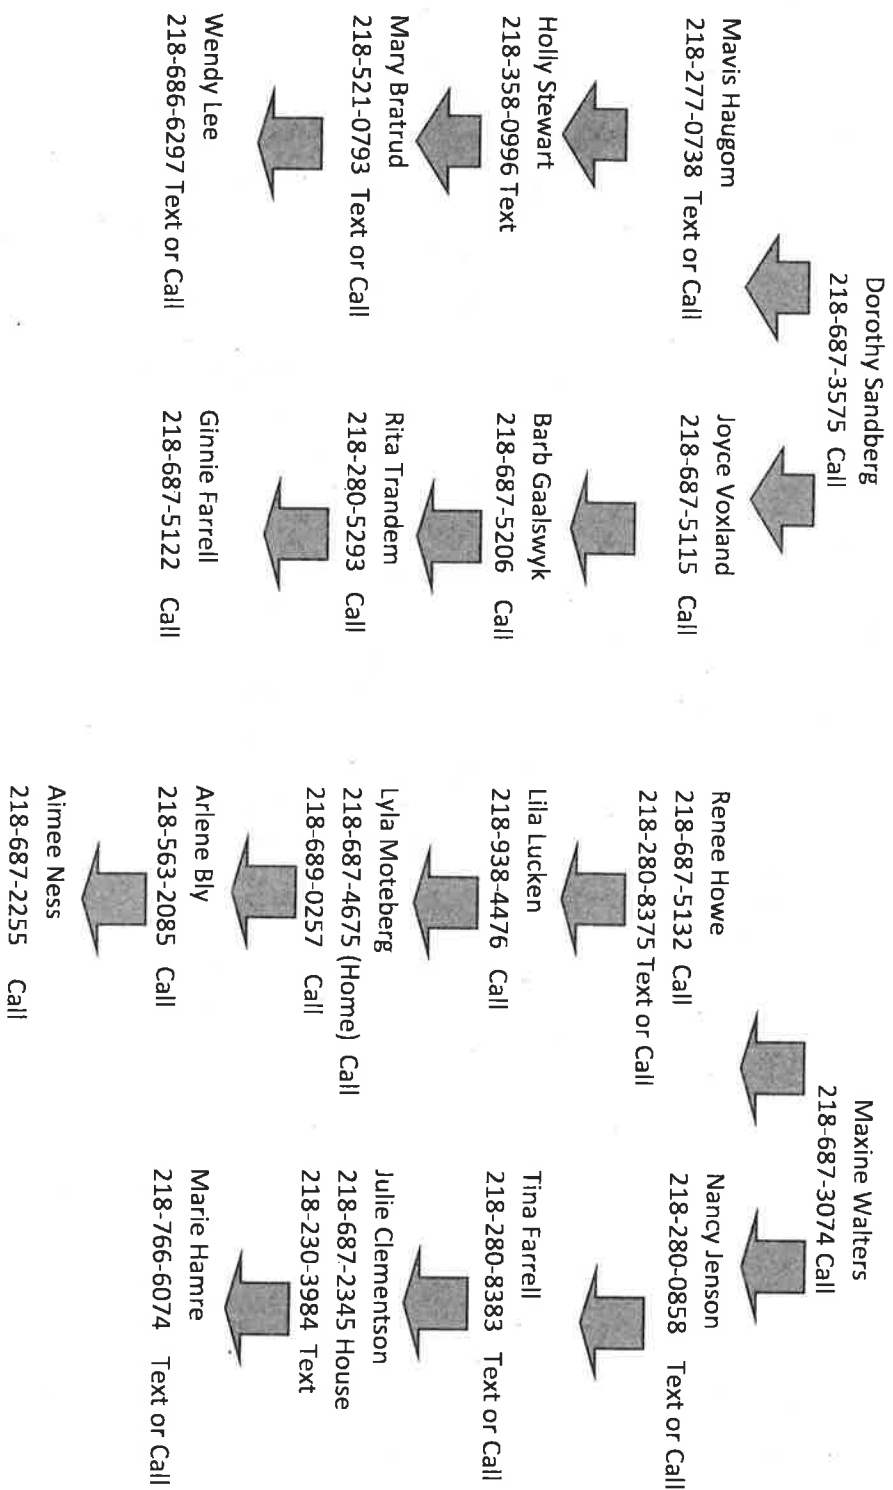 Dorothy Sandberg
218-687-3575 Call
Mavis Haugom
218-277-0738 Text or Call
Holly Stewart
218-358-0996 Text
Mary Bratrud
218-521-0793 Text or Call
Wendy Lee
218-686-6297 Text or Call
Joyce Voxland
218-687-5115 Call
Barb Gaalswyk
218-687-5206 Call
Rita Trandem
218-280-5293 Call
Ginnie Farrell
218-687-5122 Call
Maxine Walters
218-687-3074 Call
Renee Howe
218-687-5132 Call
218-280-8375 Text or Call
Lila Lucken
218-938-4476 Call
Lyla Moteberg
218-687-4675 (Home) Call
218-689-0257 Call
Arlene Bly
218-563-2085 Call
Aimee Ness
218-687-2255 Call
Nancy Jenson
218-280-0858 Text or Call
Tina Farrell
218-280-8383 Text or Call
Julie Clementson
218-687-2345 House
218-230-3984 Text
Marie Hamre
218-766-6074 Text or Call